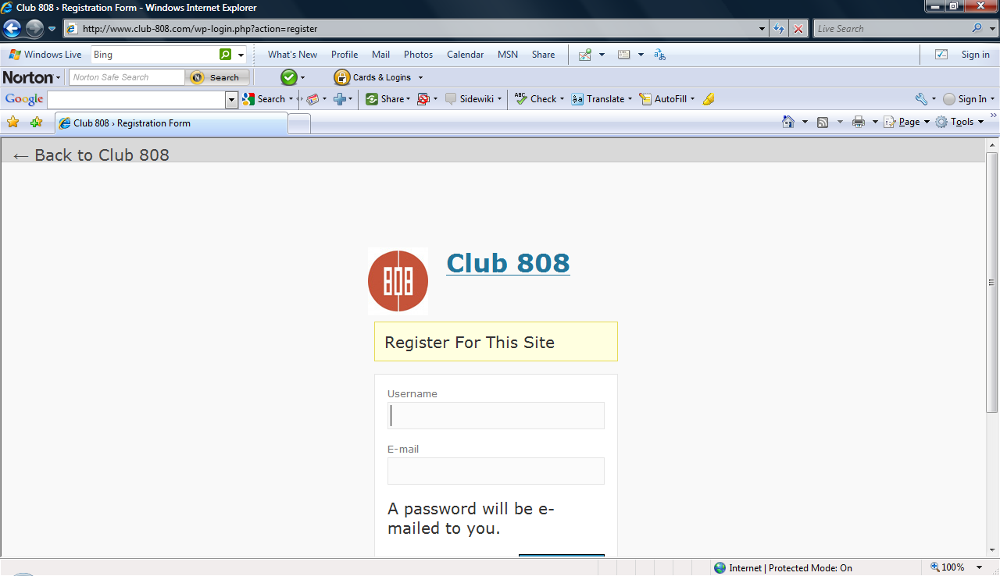 Club 808 › Registration Form - Windows Internet Explorer
http://www.club-808.com/wp-login.php?action=register
Live Search
Windows Live
Bing
What's New
Profile
Mail
Photos
Calendar
MSN
Share
Sign in
Norton
Norton Safe Search
Search
Cards & Logins
Google
Search
Share
Sidewiki
ABC
Check
Translate
AutoFill
Sign In
Club 808 › Registration Form
Page
Tools
← Back to Club 808
808
Club 808
Register For This Site
Username
E-mail
A password will be e-
mailed to you.
Internet | Protected Mode: On
100%